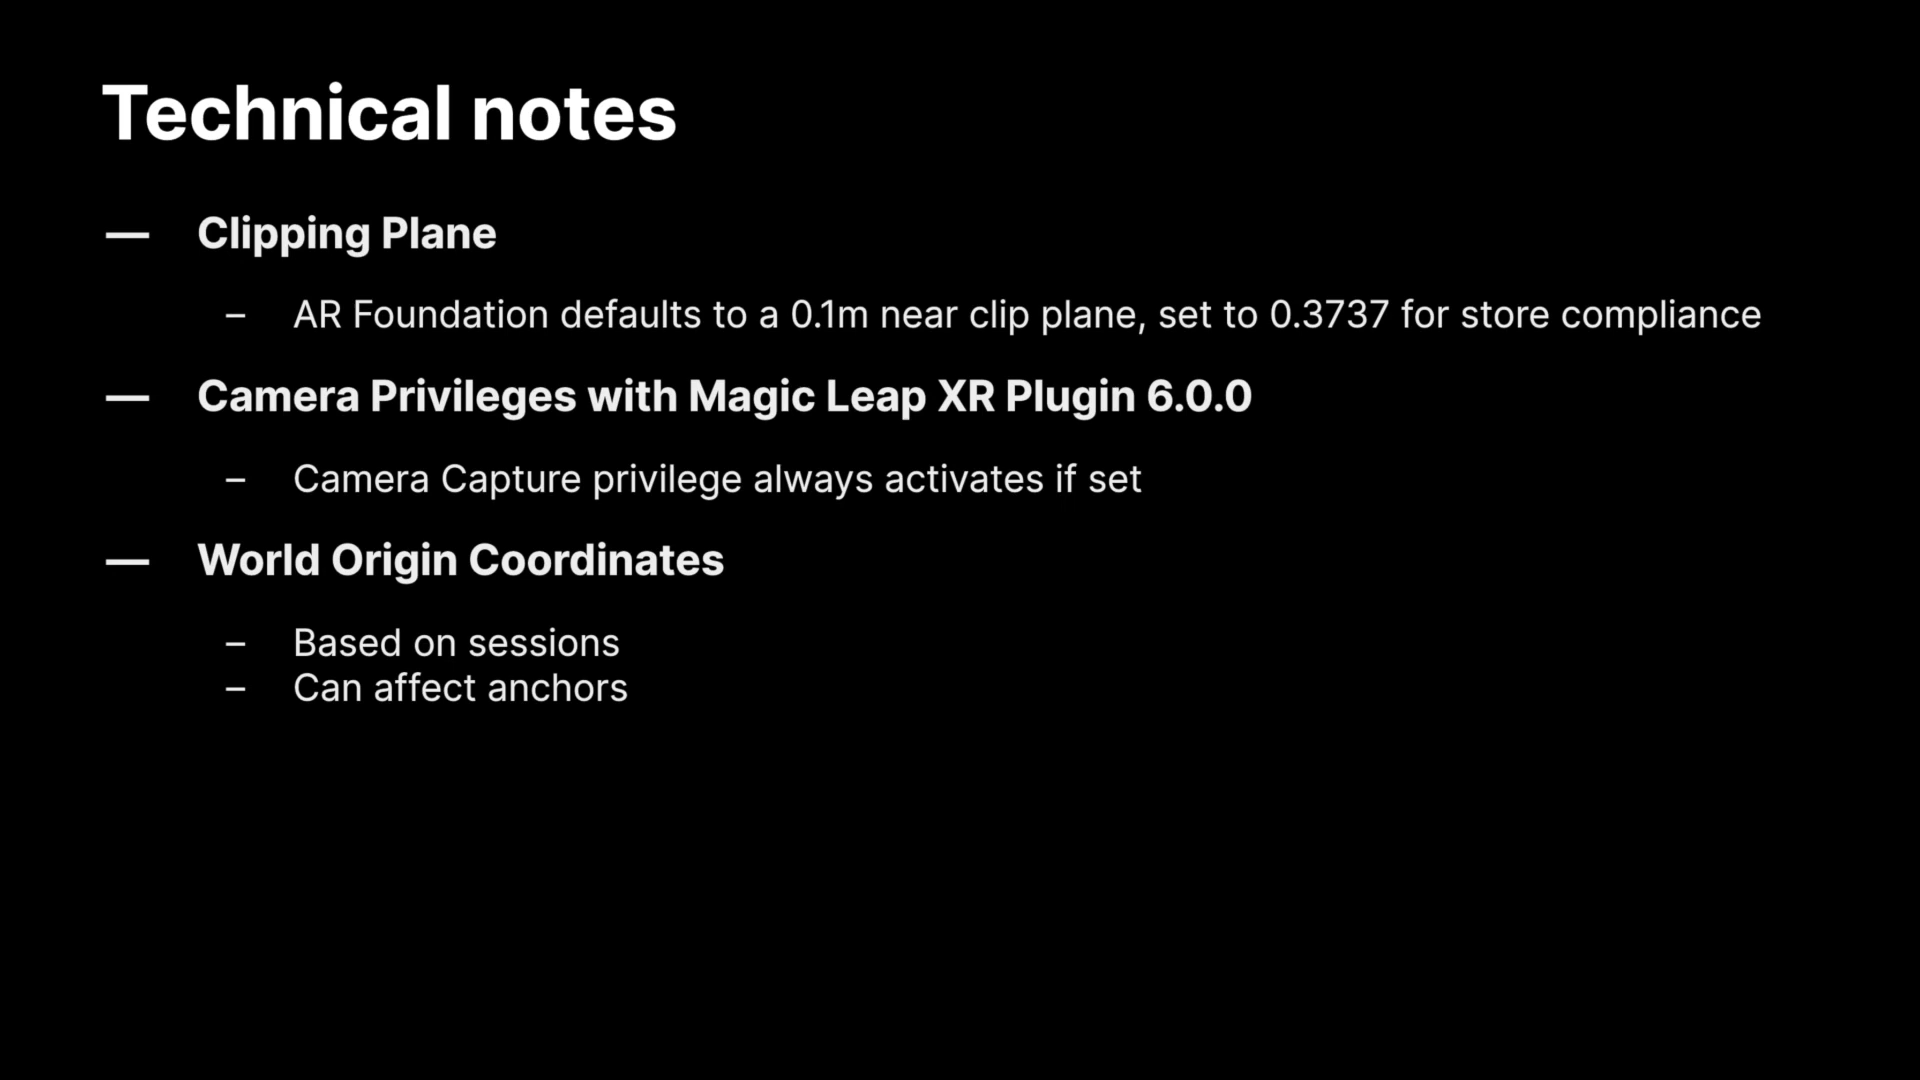 Technical notes
— Clipping Plane
– AR Foundation defaults to a 0.1m near clip plane, set to 0.3737 for store compliance
— Camera Privileges with Magic Leap XR Plugin 6.0.0
– Camera Capture privilege always activates if set
— World Origin Coordinates
– Based on sessions
– Can affect anchors